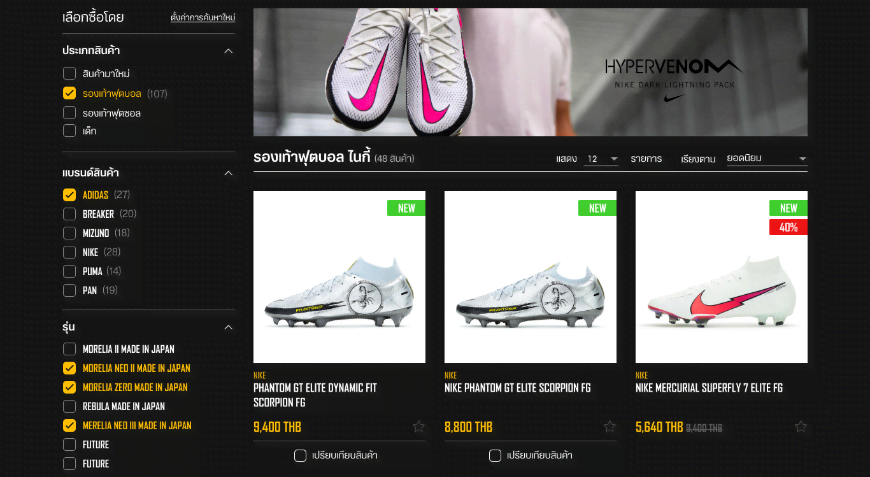 เลือกซื้อโดย
ตั้งค่าการค้นหาใหม่
ประเภทสินค้า
สินค้ามาใหม่
รองเท้าฟุตบอล (107)
รองเท้าฟุตซอล
เด็ก
แบรนด์สินค้า
ADIDAS (27)
BREAKER (20)
MIZUNO (18)
NIKE (28)
PUMA (14)
PAN (19)
รุ่น
MORELIA II MADE IN JAPAN
MORELIA NEO II MADE IN JAPAN
MORELIA ZERO MADE IN JAPAN
REBULA MADE IN JAPAN
MERELIA NEO III MADE IN JAPAN
FUTURE
FUTURE
HYPERVENOM
NIKE DARK LIGHTNING PACK
รองเท้าฟุตบอล ไนกี้ (48 สินค้า)
แสดง 12 รายการ เรียงตาม ยอดนิยม
NEW
NIKE
PHANTOM GT ELITE DYNAMIC FIT
SCORPION FG
9,400 THB
เปรียบเทียบสินค้า
NEW
NIKE
NIKE PHANTOM GT ELITE SCORPION FG
8,800 THB
เปรียบเทียบสินค้า
NEW
40%
NIKE
NIKE MERCURIAL SUPERFLY 7 ELITE FG
5,640 THB 9,400 THB